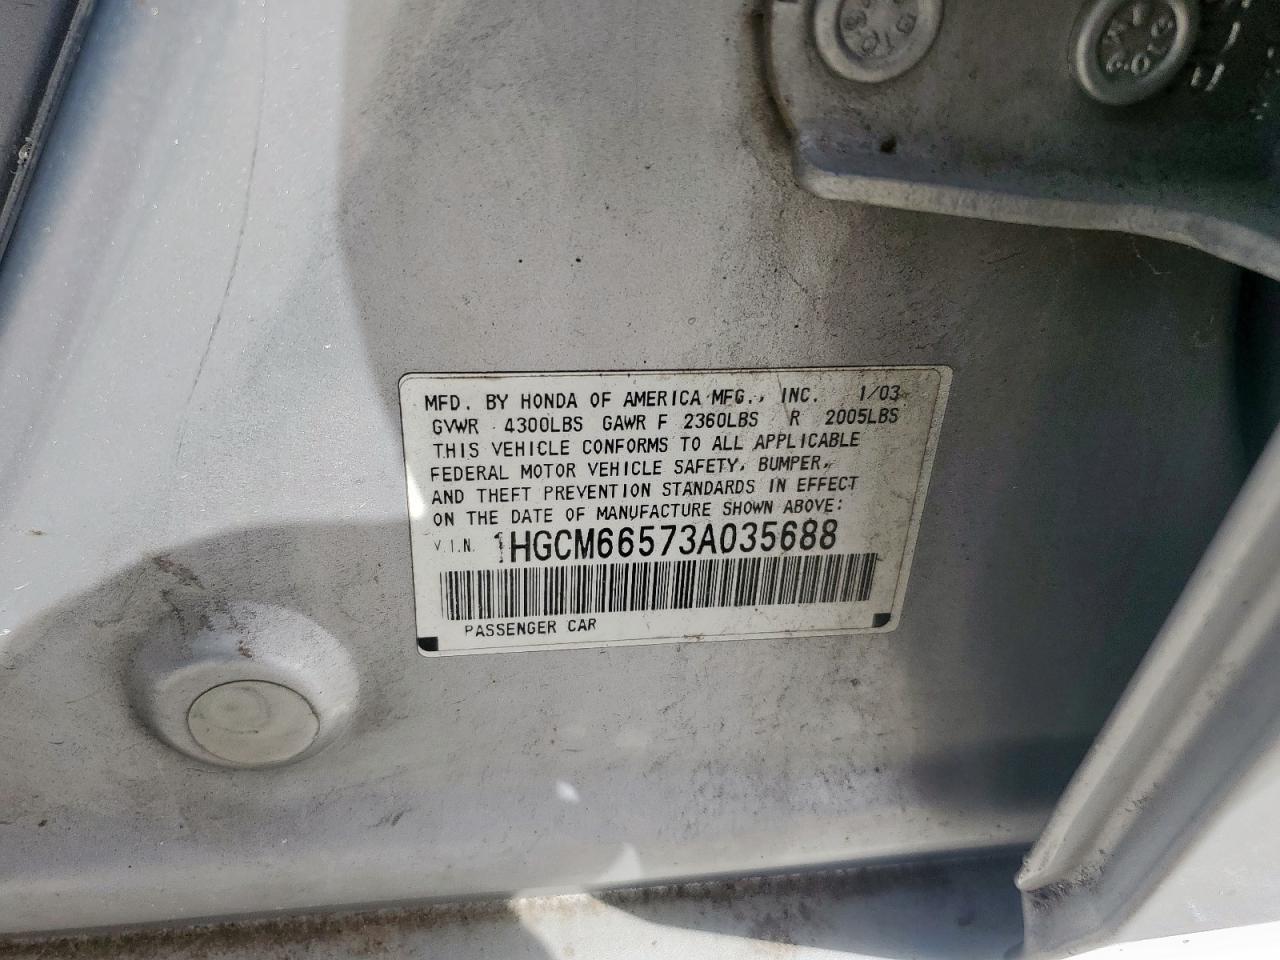 MFD. BY HONDA OF AMERICA MFG., INC. 1/03
GVWR 4300LBS GAWR F 2360LBS R 2005LBS
THIS VEHICLE CONFORMS TO ALL APPLICABLE
FEDERAL MOTOR VEHICLE SAFETY, BUMPER,
AND THEFT PREVENTION STANDARDS IN EFFECT
ON THE DATE OF MANUFACTURE SHOWN ABOVE:
V.I.N. 1HGCM66573A035688
PASSENGER CAR